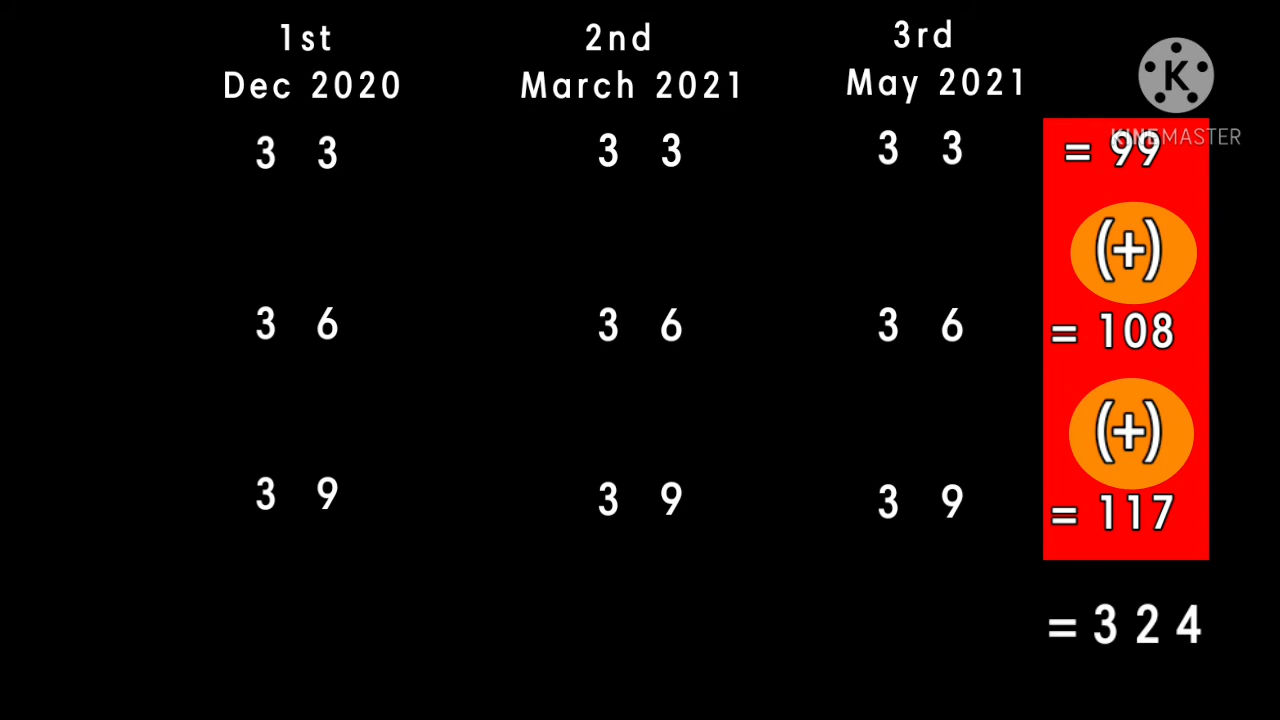 1st 2nd 3rd
Dec 2020 March 2021 May 2021
K
KINEMASTER
3 3 3 3 3 3 = 99
(+)
3 6 3 6 3 6 = 108
(+)
3 9 3 9 3 9 = 117
= 3 2 4